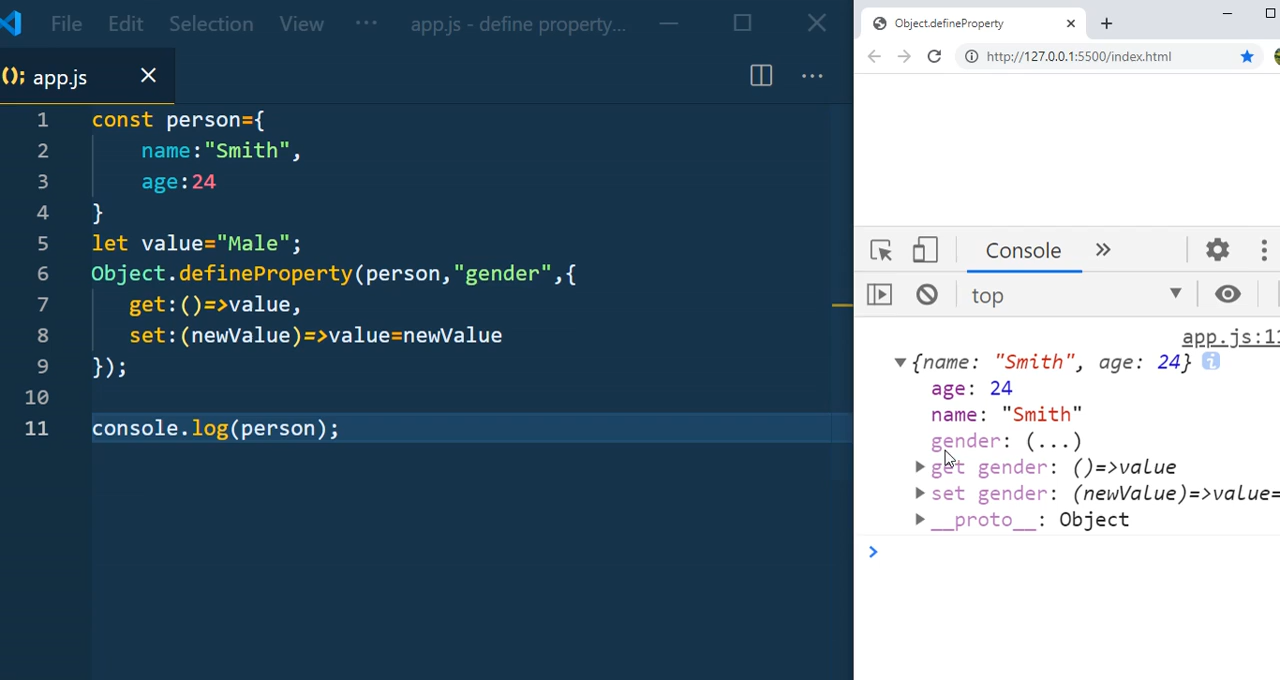 File Edit Selection View ··· app.js - define property...
(); app.js
1 const person={
2 name:"Smith",
3 age:24
4 }
5 let value="Male";
6 Object.defineProperty(person,"gender",{
7 get:()=>value,
8 set:(newValue)=>value=newValue
9 });
10
11 console.log(person);
Object.defineProperty
http://127.0.0.1:5500/index.html
Console »
top
app.js:11
{name: "Smith", age: 24} i
age: 24
name: "Smith"
gender: (...)
get gender: ()=>value
set gender: (newValue)=>value=
__proto__: Object